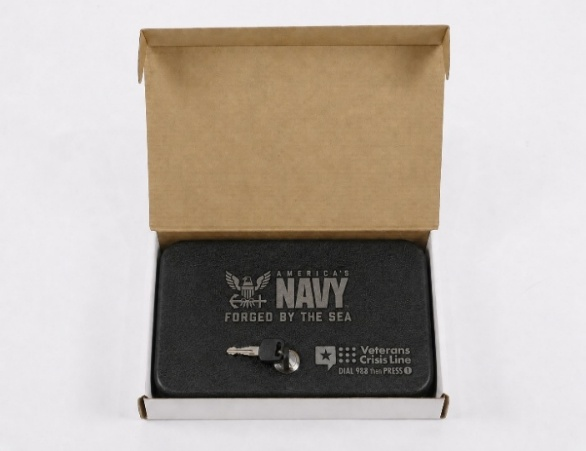 AMERICA'S
NAVY
FORGED BY THE SEA
Veterans
Crisis Line
DIAL 988 then PRESS 1